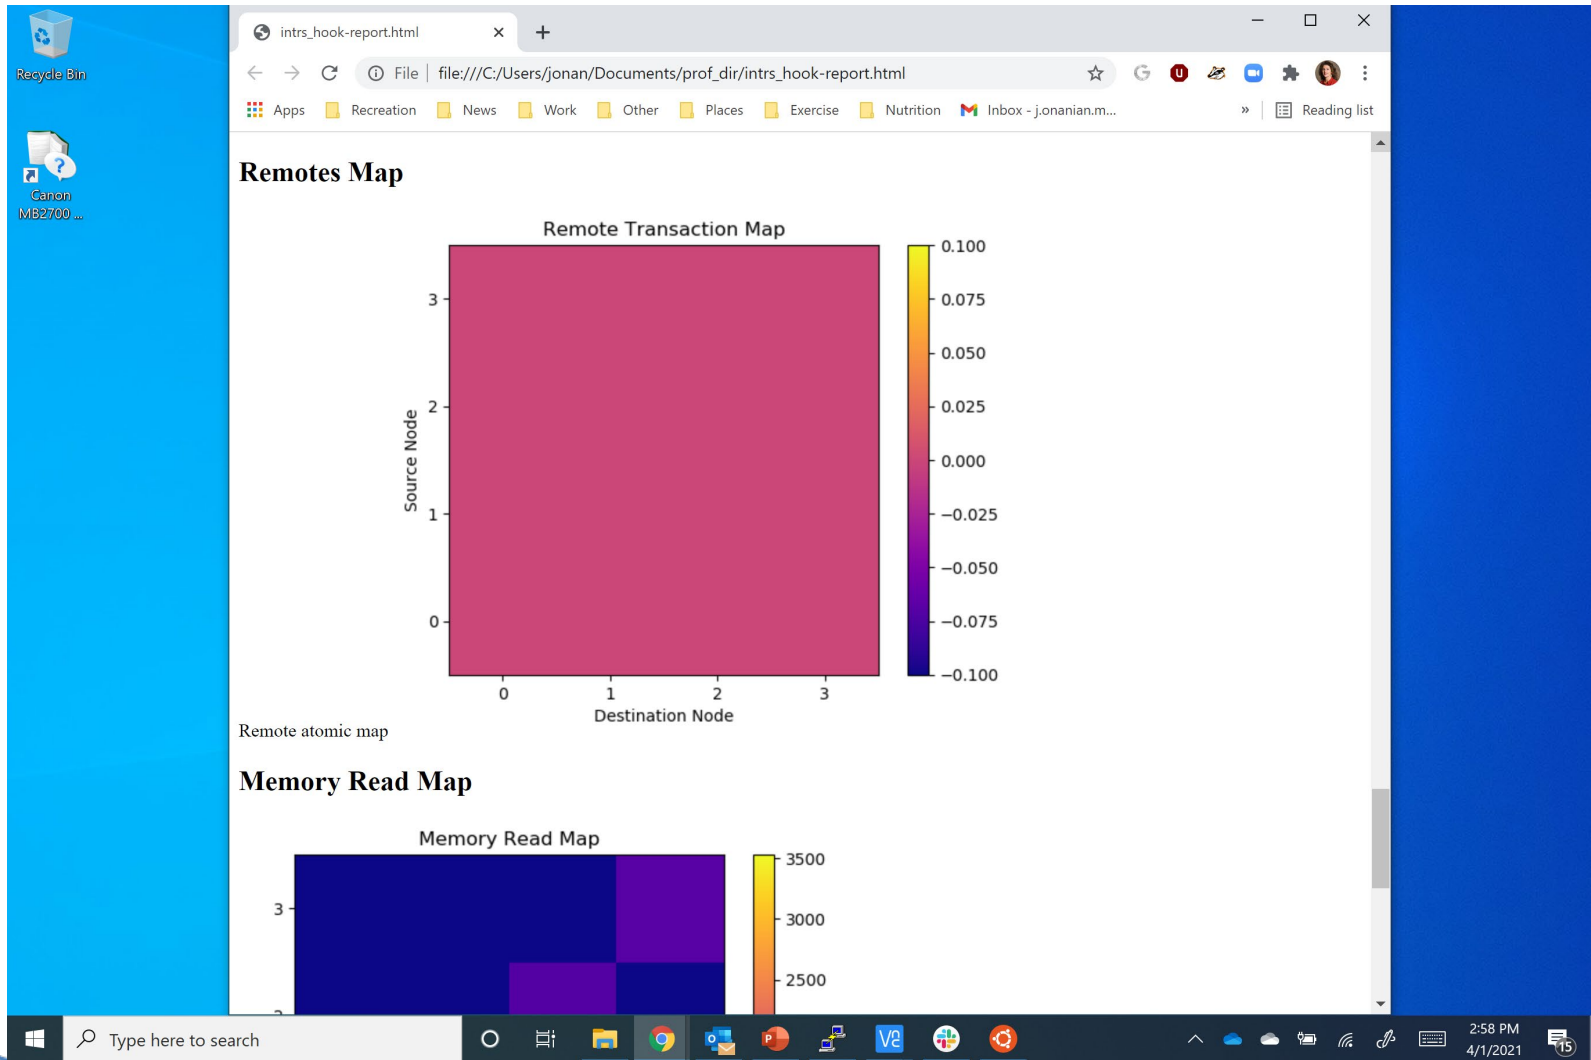 Recycle Bin
Canon
MB2700 ...
intrs_hook-report.html
File
file:///C:/Users/jonan/Documents/prof_dir/intrs_hook-report.html
Apps
Recreation
News
Work
Other
Places
Exercise
Nutrition
Inbox - j.onanian.m...
»
Reading list
Remotes Map
Remote Transaction Map
Source Node
3
2
1
0
0 1 2 3
Destination Node
0.100
0.075
0.050
0.025
0.000
−0.025
−0.050
−0.075
−0.100
Remote atomic map
Memory Read Map
Memory Read Map
3
3500
3000
2500
Type here to search
2:58 PM
4/1/2021
15